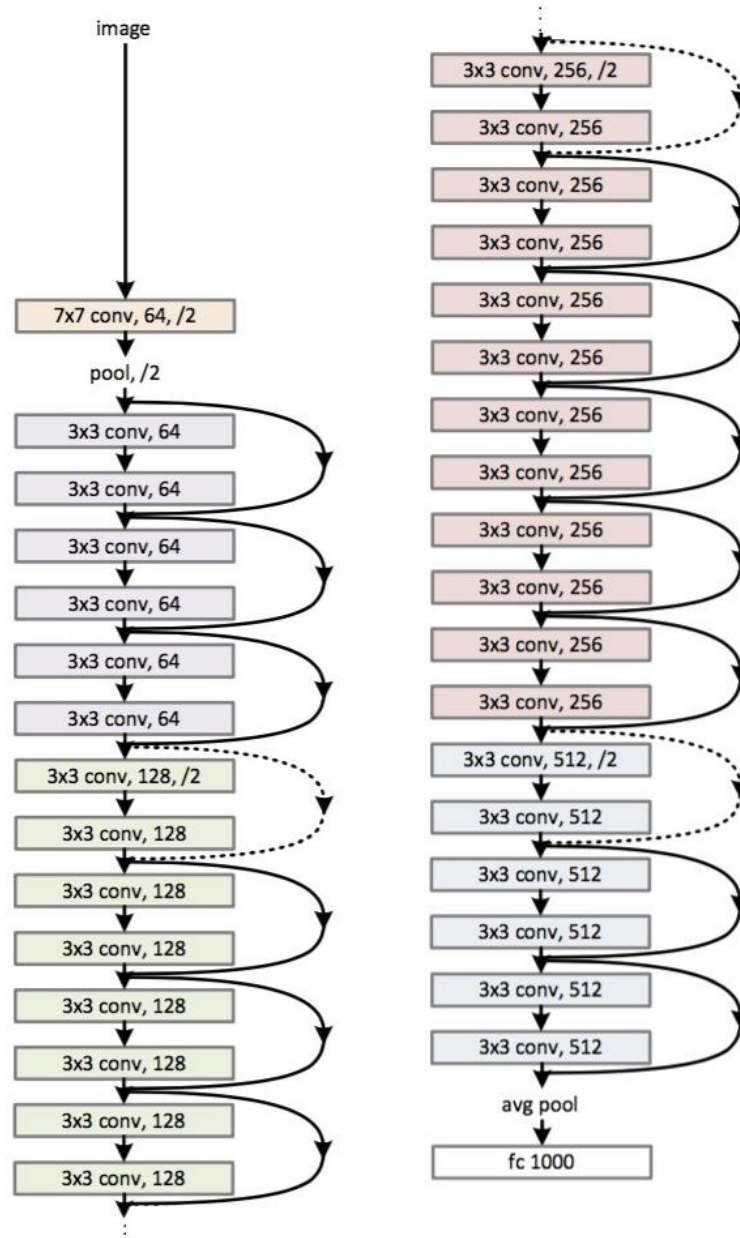 image
7x7 conv, 64, /2
pool, /2
3x3 conv, 64
3x3 conv, 64
3x3 conv, 64
3x3 conv, 64
3x3 conv, 64
3x3 conv, 64
3x3 conv, 128, /2
3x3 conv, 128
3x3 conv, 128
3x3 conv, 128
3x3 conv, 128
3x3 conv, 128
3x3 conv, 128
3x3 conv, 128
3x3 conv, 256, /2
3x3 conv, 256
3x3 conv, 256
3x3 conv, 256
3x3 conv, 256
3x3 conv, 256
3x3 conv, 256
3x3 conv, 256
3x3 conv, 256
3x3 conv, 256
3x3 conv, 256
3x3 conv, 256
3x3 conv, 512, /2
3x3 conv, 512
3x3 conv, 512
3x3 conv, 512
3x3 conv, 512
3x3 conv, 512
avg pool
fc 1000